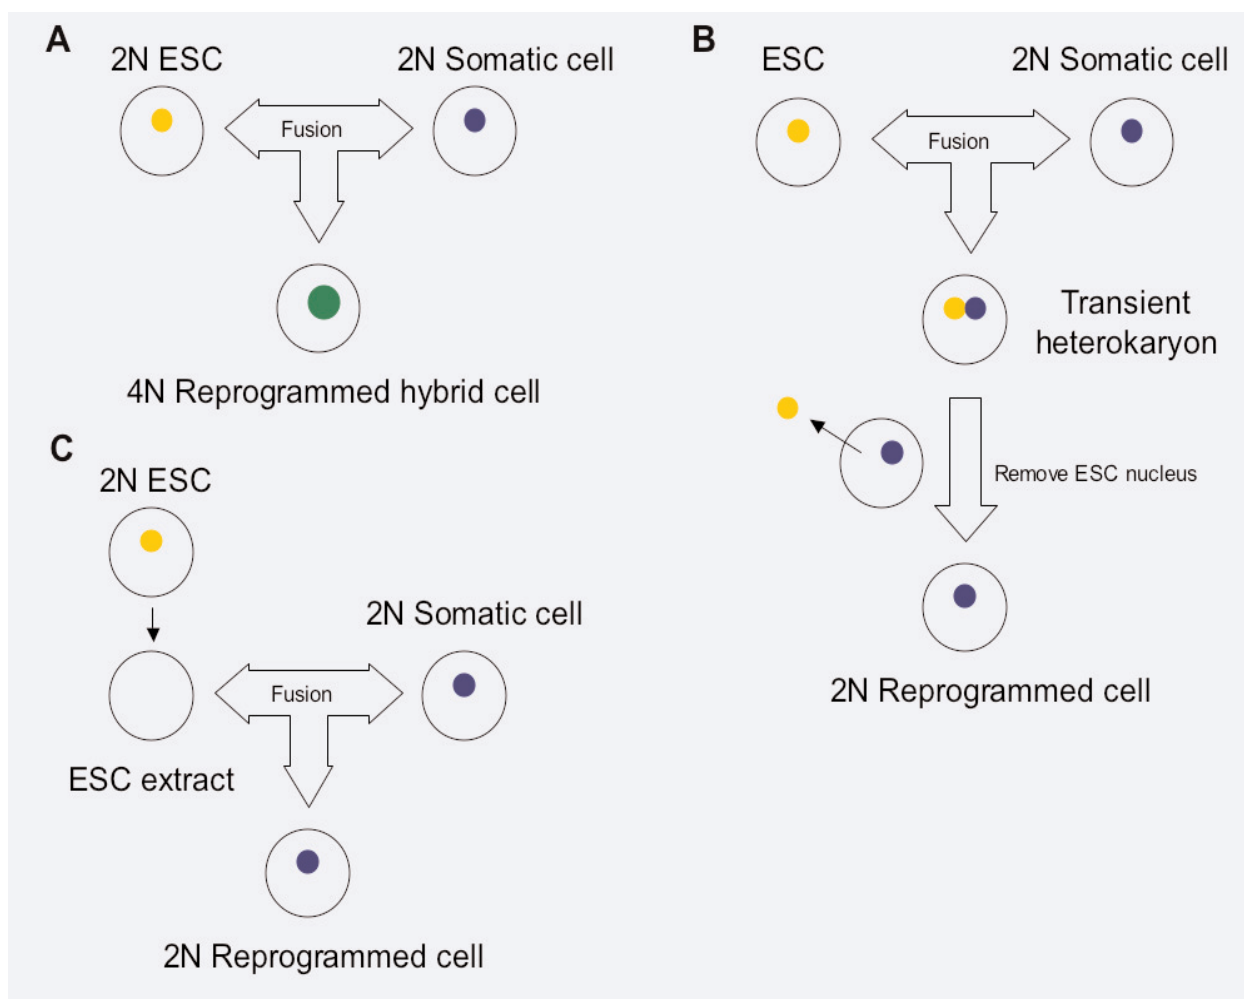 A
2N ESC
2N Somatic cell
Fusion
4N Reprogrammed hybrid cell
B
ESC
2N Somatic cell
Fusion
Transient
heterokaryon
Remove ESC nucleus
2N Reprogrammed cell
C
2N ESC
2N Somatic cell
Fusion
ESC extract
2N Reprogrammed cell